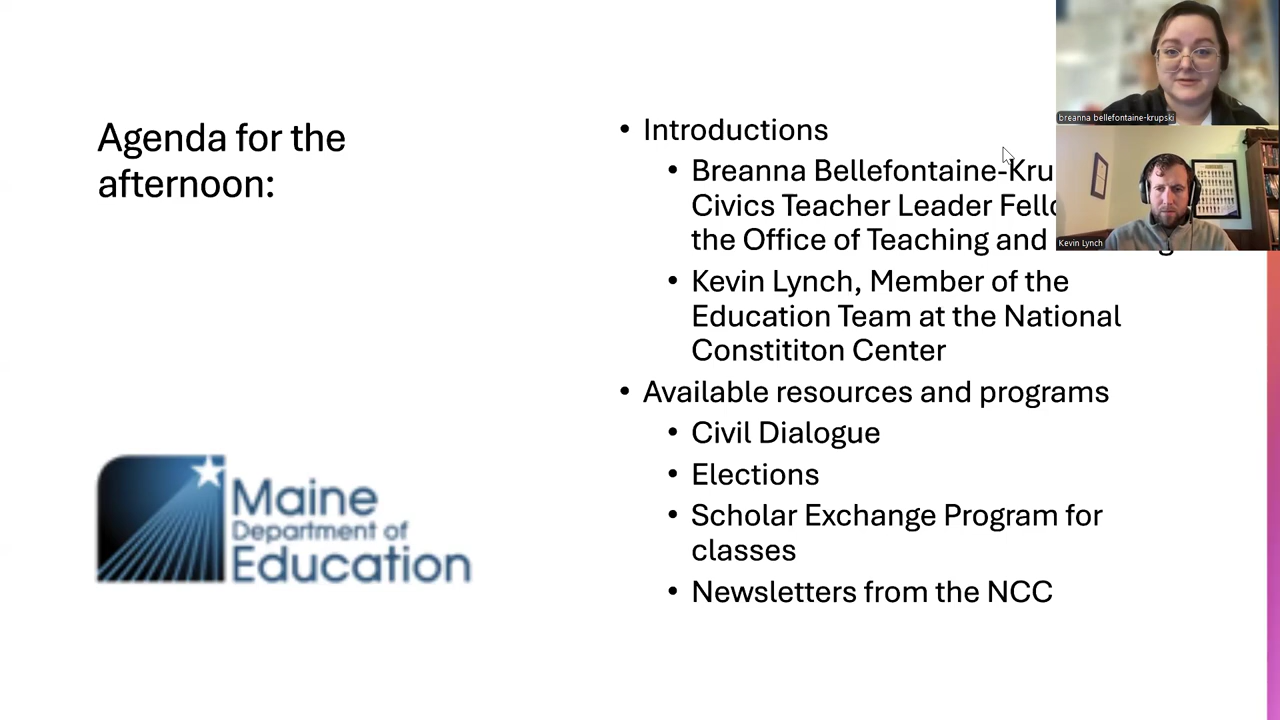 Agenda for the
afternoon:
• Introductions
• Breanna Bellefontaine-Kru
Civics Teacher Leader Fello
the Office of Teaching and
• Kevin Lynch, Member of the
Education Team at the National
Constititon Center
• Available resources and programs
• Civil Dialogue
• Elections
• Scholar Exchange Program for
classes
• Newsletters from the NCC
Maine
Department of
Education
breanna bellefontaine-krupski
Kevin Lynch